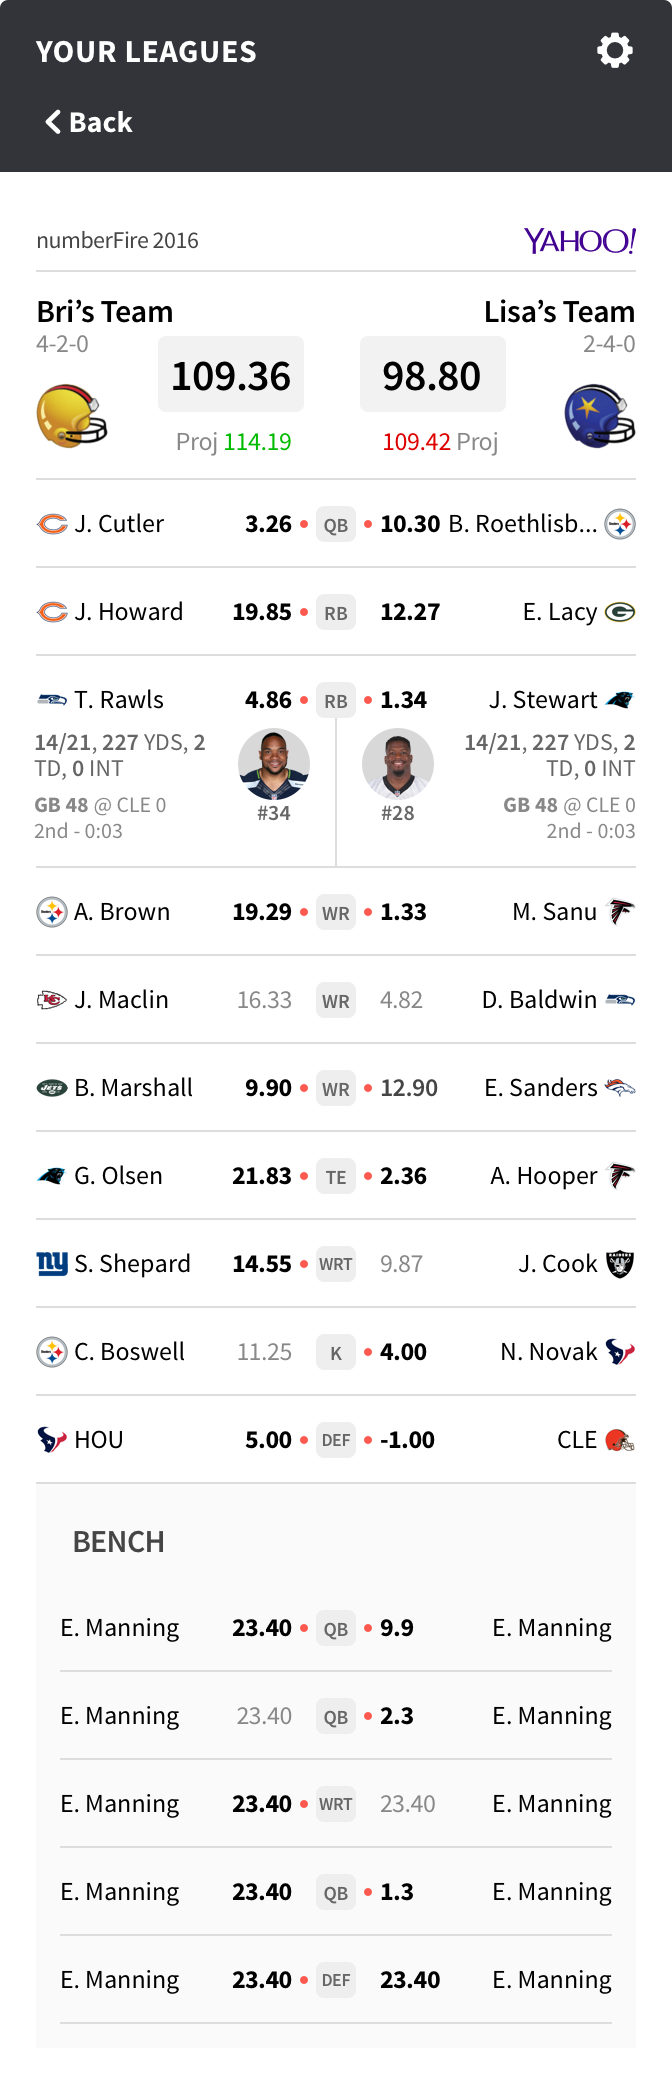 YOUR LEAGUES
Back
numberFire 2016 YAHOO!
Bri’s Team Lisa’s Team
4-2-0 2-4-0
109.36 98.80
Proj 114.19 109.42 Proj
J. Cutler 3.26 • QB • 10.30 B. Roethlisb...
J. Howard 19.85 • RB 12.27 E. Lacy
T. Rawls 4.86 • RB • 1.34 J. Stewart
14/21, 227 YDS, 2 14/21, 227 YDS, 2
TD, 0 INT TD, 0 INT
GB 48 @ CLE 0 #34 #28 GB 48 @ CLE 0
2nd - 0:03 2nd - 0:03
A. Brown 19.29 • WR • 1.33 M. Sanu
J. Maclin 16.33 WR 4.82 D. Baldwin
B. Marshall 9.90 • WR • 12.90 E. Sanders
G. Olsen 21.83 • TE • 2.36 A. Hooper
S. Shepard 14.55 • WRT 9.87 J. Cook
C. Boswell 11.25 K • 4.00 N. Novak
HOU 5.00 • DEF • -1.00 CLE
BENCH
E. Manning 23.40 • QB • 9.9 E. Manning
E. Manning 23.40 QB • 2.3 E. Manning
E. Manning 23.40 • WRT 23.40 E. Manning
E. Manning 23.40 QB • 1.3 E. Manning
E. Manning 23.40 • DEF 23.40 E. Manning